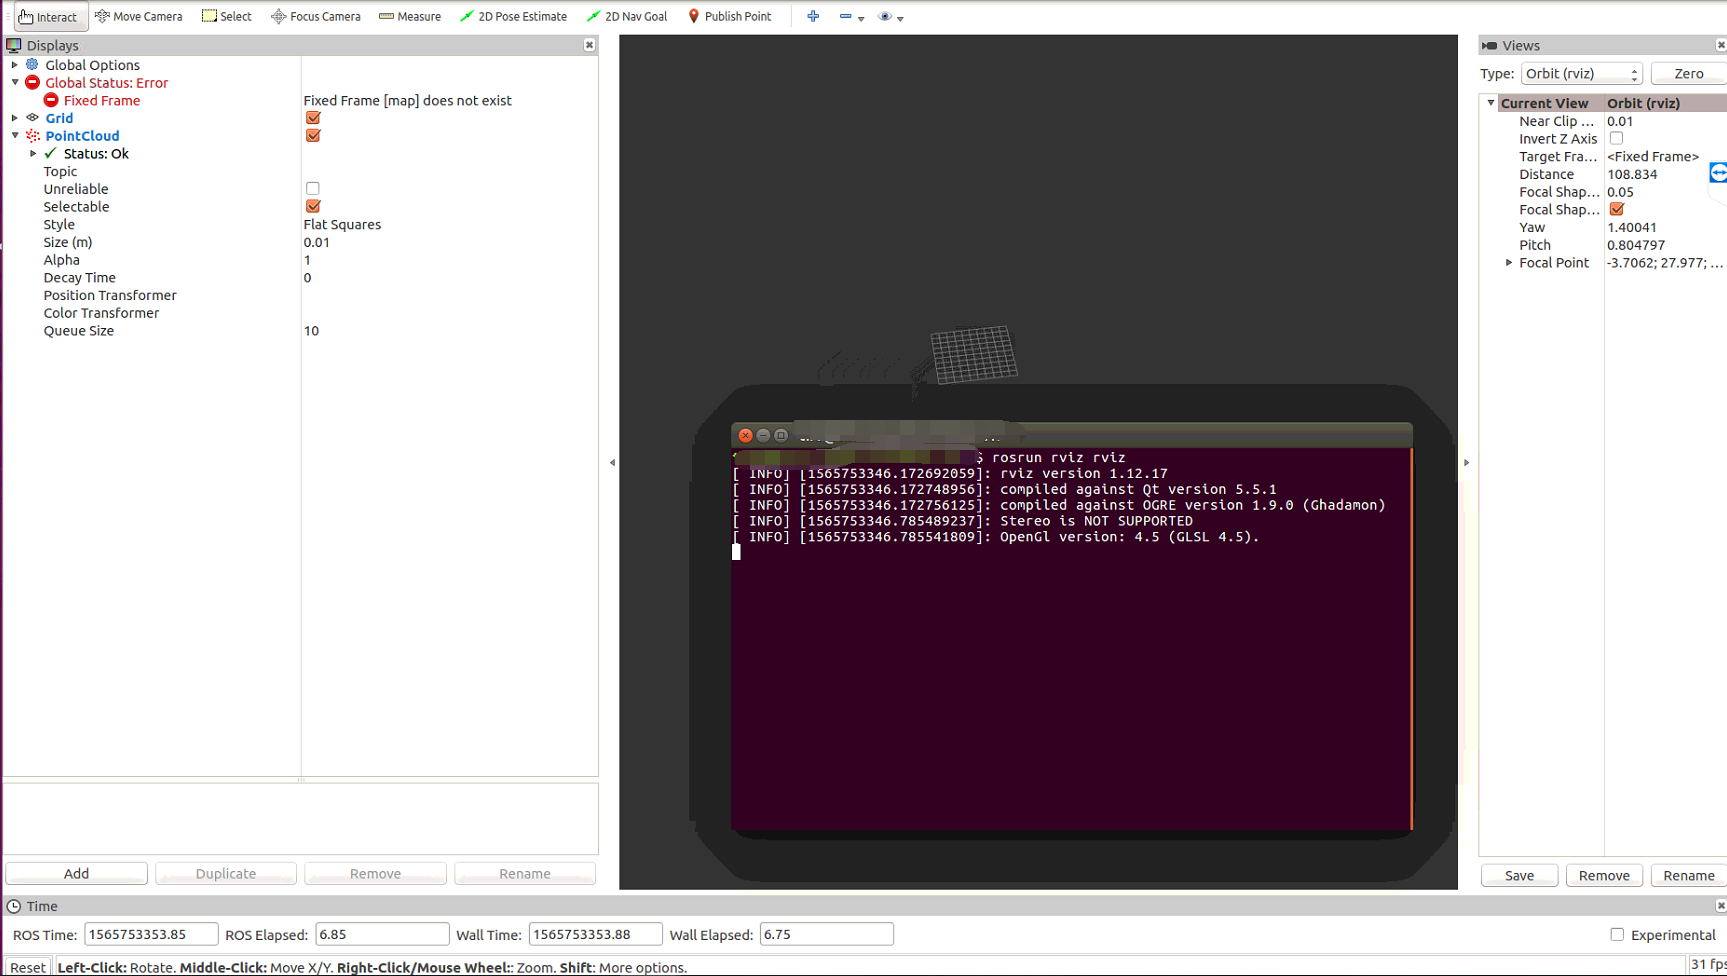 Interact Move Camera Select Focus Camera Measure 2D Pose Estimate 2D Nav Goal Publish Point
Displays
Global Options
Global Status: Error
Fixed Frame Fixed Frame [map] does not exist
Grid
PointCloud
Status: Ok
Topic
Unreliable
Selectable
Style Flat Squares
Size (m) 0.01
Alpha 1
Decay Time 0
Position Transformer
Color Transformer
Queue Size 10
Add Duplicate Remove Rename
$ rosrun rviz rviz
[ INFO] [1565753346.172692059]: rviz version 1.12.17
[ INFO] [1565753346.172748956]: compiled against Qt version 5.5.1
[ INFO] [1565753346.172756125]: compiled against OGRE version 1.9.0 (Ghadamon)
[ INFO] [1565753346.785489237]: Stereo is NOT SUPPORTED
[ INFO] [1565753346.785541809]: OpenGl version: 4.5 (GLSL 4.5).
Views
Type: Orbit (rviz) Zero
Current View Orbit (rviz)
Near Clip ... 0.01
Invert Z Axis
Target Fra... <Fixed Frame>
Distance 108.834
Focal Shap... 0.05
Focal Shap...
Yaw 1.40041
Pitch 0.804797
Focal Point -3.7062; 27.977; ...
Save Remove Rename
Time
ROS Time: 1565753353.85 ROS Elapsed: 6.85 Wall Time: 1565753353.88 Wall Elapsed: 6.75 Experimental
Reset Left-Click: Rotate. Middle-Click: Move X/Y. Right-Click/Mouse Wheel:: Zoom. Shift: More options. 31 fps